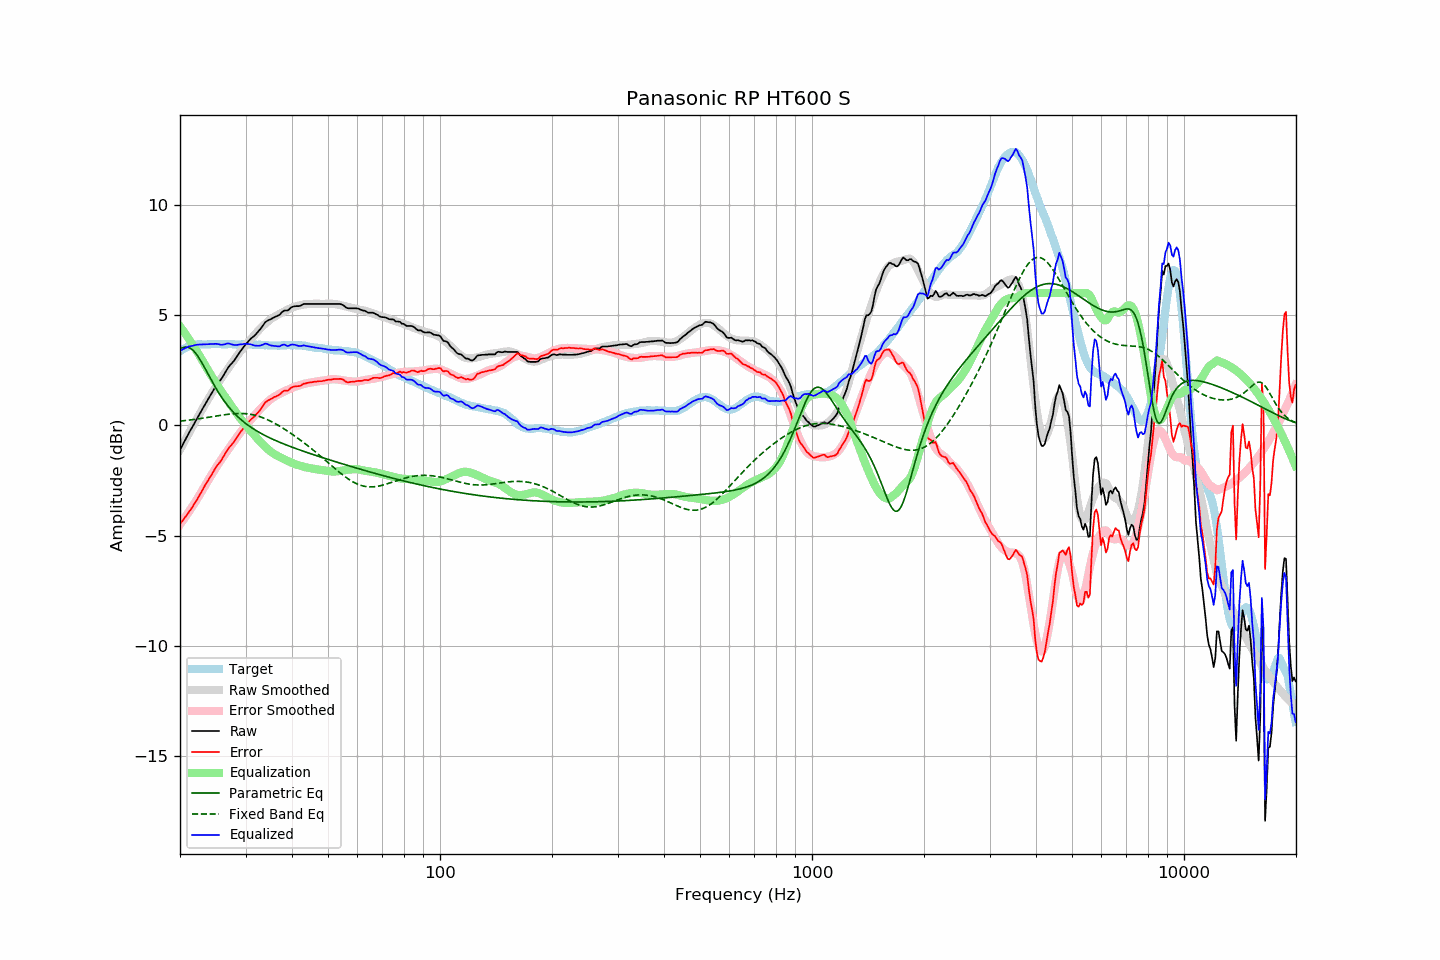 Panasonic RP HT600 S
Amplitude (dBr)
10
5
0
−5
−10
−15
Target
Raw Smoothed
Error Smoothed
Raw
Error
Equalization
Parametric Eq
Fixed Band Eq
Equalized
100
1000
10000
Frequency (Hz)